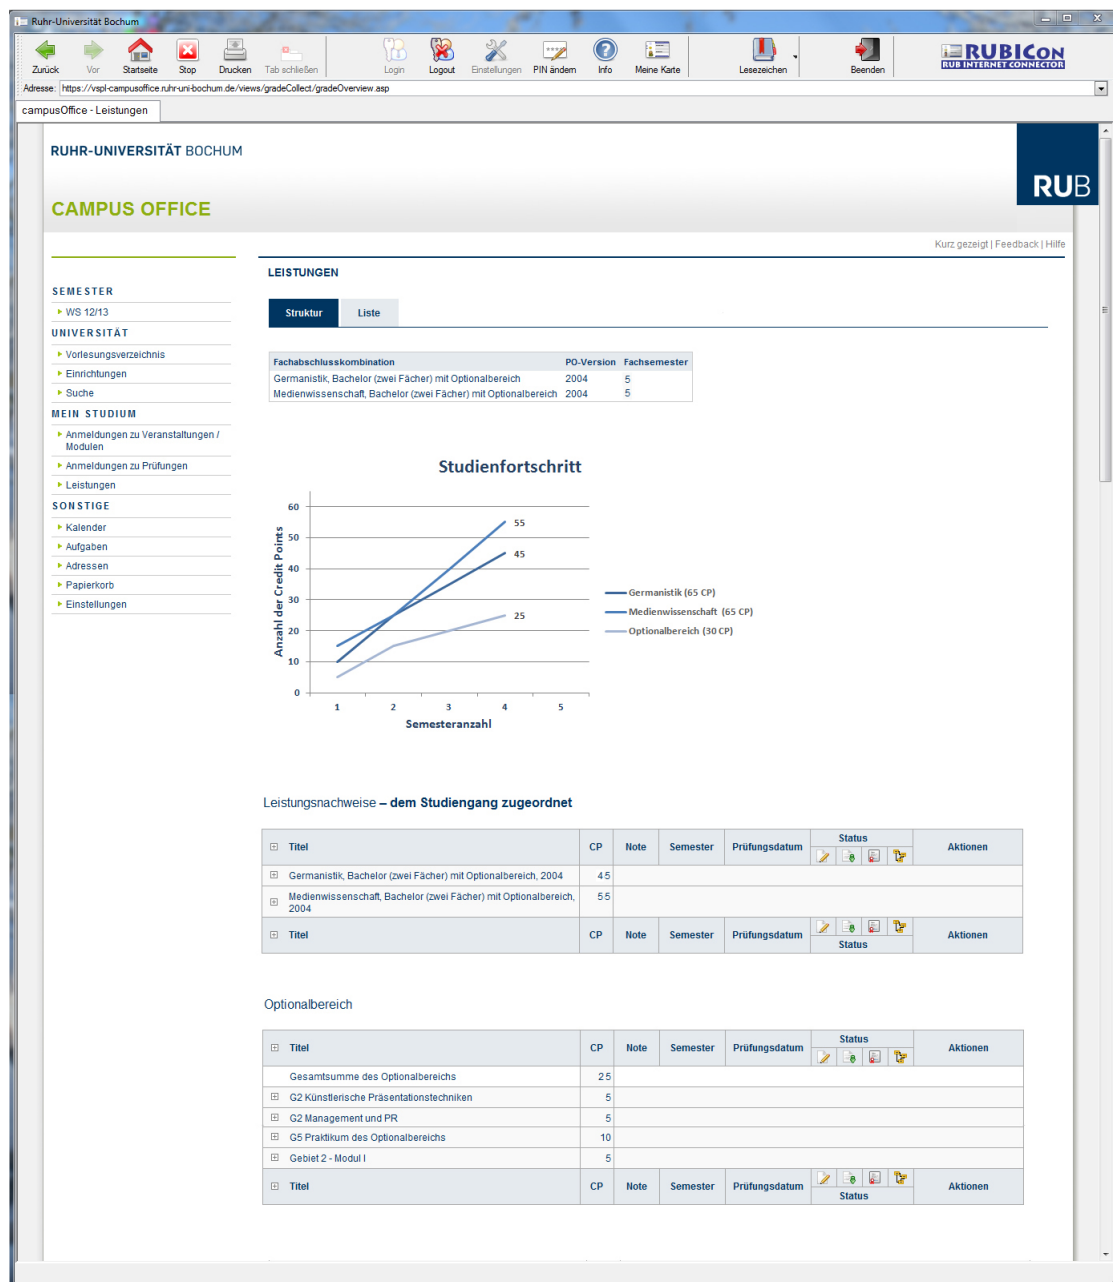 Ruhr-Universität Bochum
Zurück Vor Startseite Stop Drucken Tab schließen Login Logout Einstellungen PIN ändern Info Meine Karte Lesezeichen Beenden
RUBICON
RUB INTERNET CONNECTOR
Adresse: https://vspl-campusoffice.ruhr-uni-bochum.de/views/gradeCollect/gradeOverview.asp
campusOffice - Leistungen
RUHR-UNIVERSITÄT BOCHUM
RUB
CAMPUS OFFICE
Kurz gezeigt | Feedback | Hilfe
SEMESTER
WS 12/13
UNIVERSITÄT
Vorlesungsverzeichnis
Einrichtungen
Suche
MEIN STUDIUM
Anmeldungen zu Veranstaltungen /
Modulen
Anmeldungen zu Prüfungen
Leistungen
SONSTIGE
Kalender
Aufgaben
Adressen
Papierkorb
Einstellungen
LEISTUNGEN
Struktur Liste
Fachabschlusskombination PO-Version Fachsemester
Germanistik, Bachelor (zwei Fächer) mit Optionalbereich 2004 5
Medienwissenschaft, Bachelor (zwei Fächer) mit Optionalbereich 2004 5
Studienfortschritt
Anzahl der Credit Points
60
50
40
30
20
10
0
55
45
25
1 2 3 4 5
Semesteranzahl
Germanistik (65 CP)
Medienwissenschaft (65 CP)
Optionalbereich (30 CP)
Leistungsnachweise – dem Studiengang zugeordnet
Titel CP Note Semester Prüfungsdatum Status Aktionen
Germanistik, Bachelor (zwei Fächer) mit Optionalbereich, 2004 45
Medienwissenschaft, Bachelor (zwei Fächer) mit Optionalbereich, 55
2004
Titel CP Note Semester Prüfungsdatum Status Aktionen
Optionalbereich
Titel CP Note Semester Prüfungsdatum Status Aktionen
Gesamtsumme des Optionalbereichs 25
G2 Künstlerische Präsentationstechniken 5
G2 Management und PR 5
G5 Praktikum des Optionalbereichs 10
Gebiet 2 - Modul I 5
Titel CP Note Semester Prüfungsdatum Status Aktionen